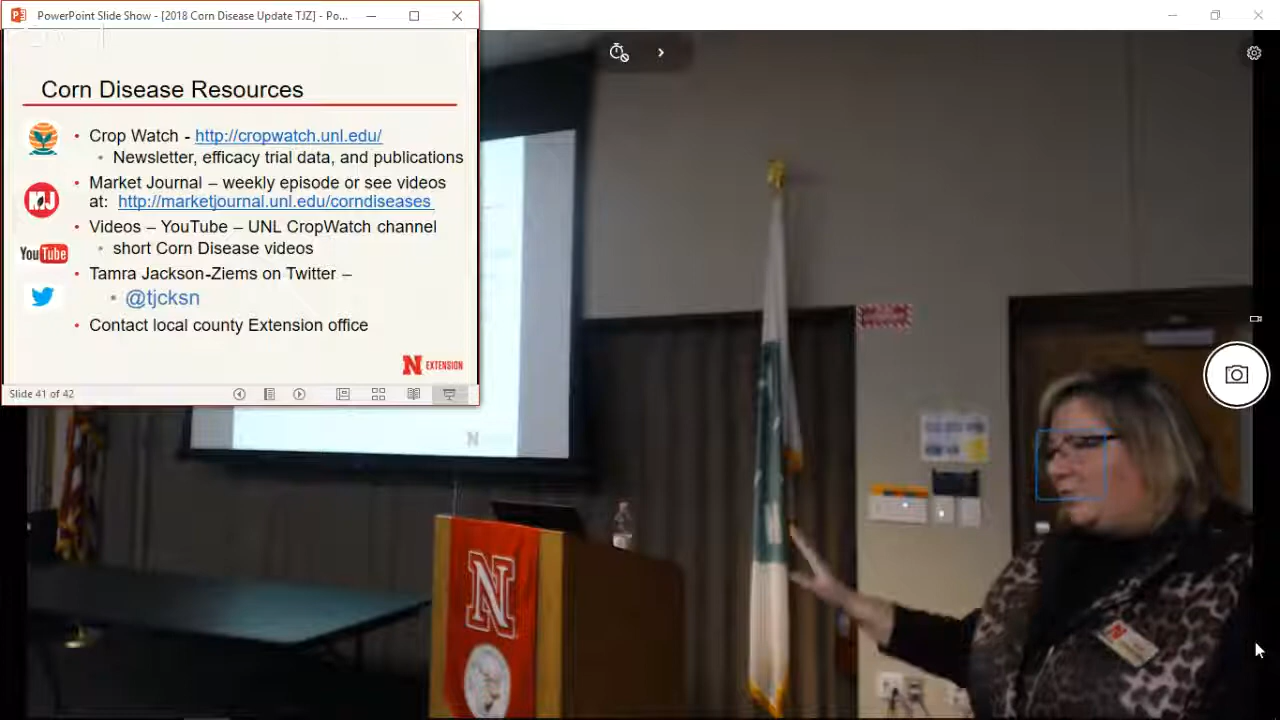 PowerPoint Slide Show - [2018 Corn Disease Update TJZ] - Po...
Corn Disease Resources
• Crop Watch - http://cropwatch.unl.edu/
• Newsletter, efficacy trial data, and publications
• Market Journal – weekly episode or see videos
at: http://marketjournal.unl.edu/corndiseases
MJ
• Videos – YouTube – UNL CropWatch channel
• short Corn Disease videos
YouTube
• Tamra Jackson-Ziems on Twitter –
• @tjcksn
• Contact local county Extension office
N EXTENSION
Slide 41 of 42
N
N
N